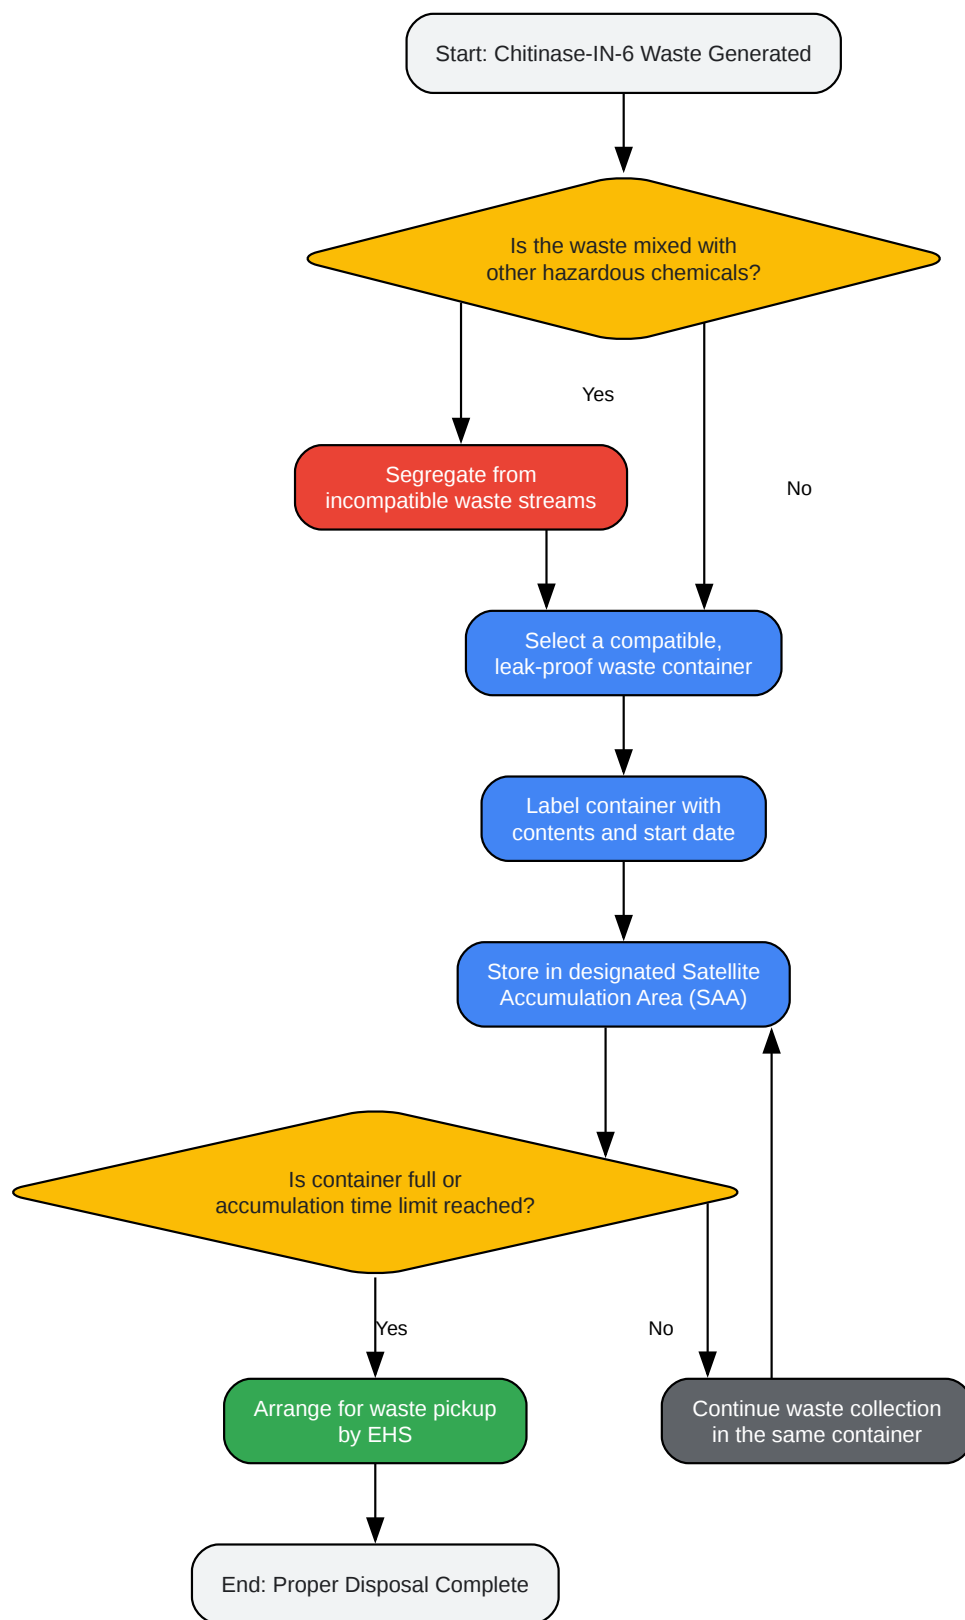 Start: Chitinase-IN-6 Waste Generated
Is the waste mixed with
other hazardous chemicals?
Yes
Segregate from
incompatible waste streams
No
Select a compatible,
leak-proof waste container
Label container with
contents and start date
Store in designated Satellite
Accumulation Area (SAA)
Is container full or
accumulation time limit reached?
Yes
No
Arrange for waste pickup
by EHS
Continue waste collection
in the same container
End: Proper Disposal Complete